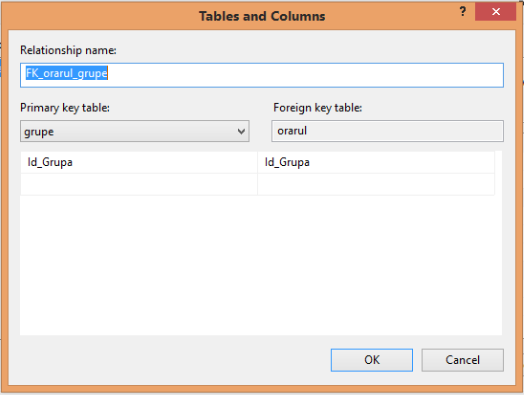 Tables and Columns
?
Relationship name:
FK_orarul_grupe
Primary key table: Foreign key table:
grupe orarul
Id_Grupa Id_Grupa
OK Cancel